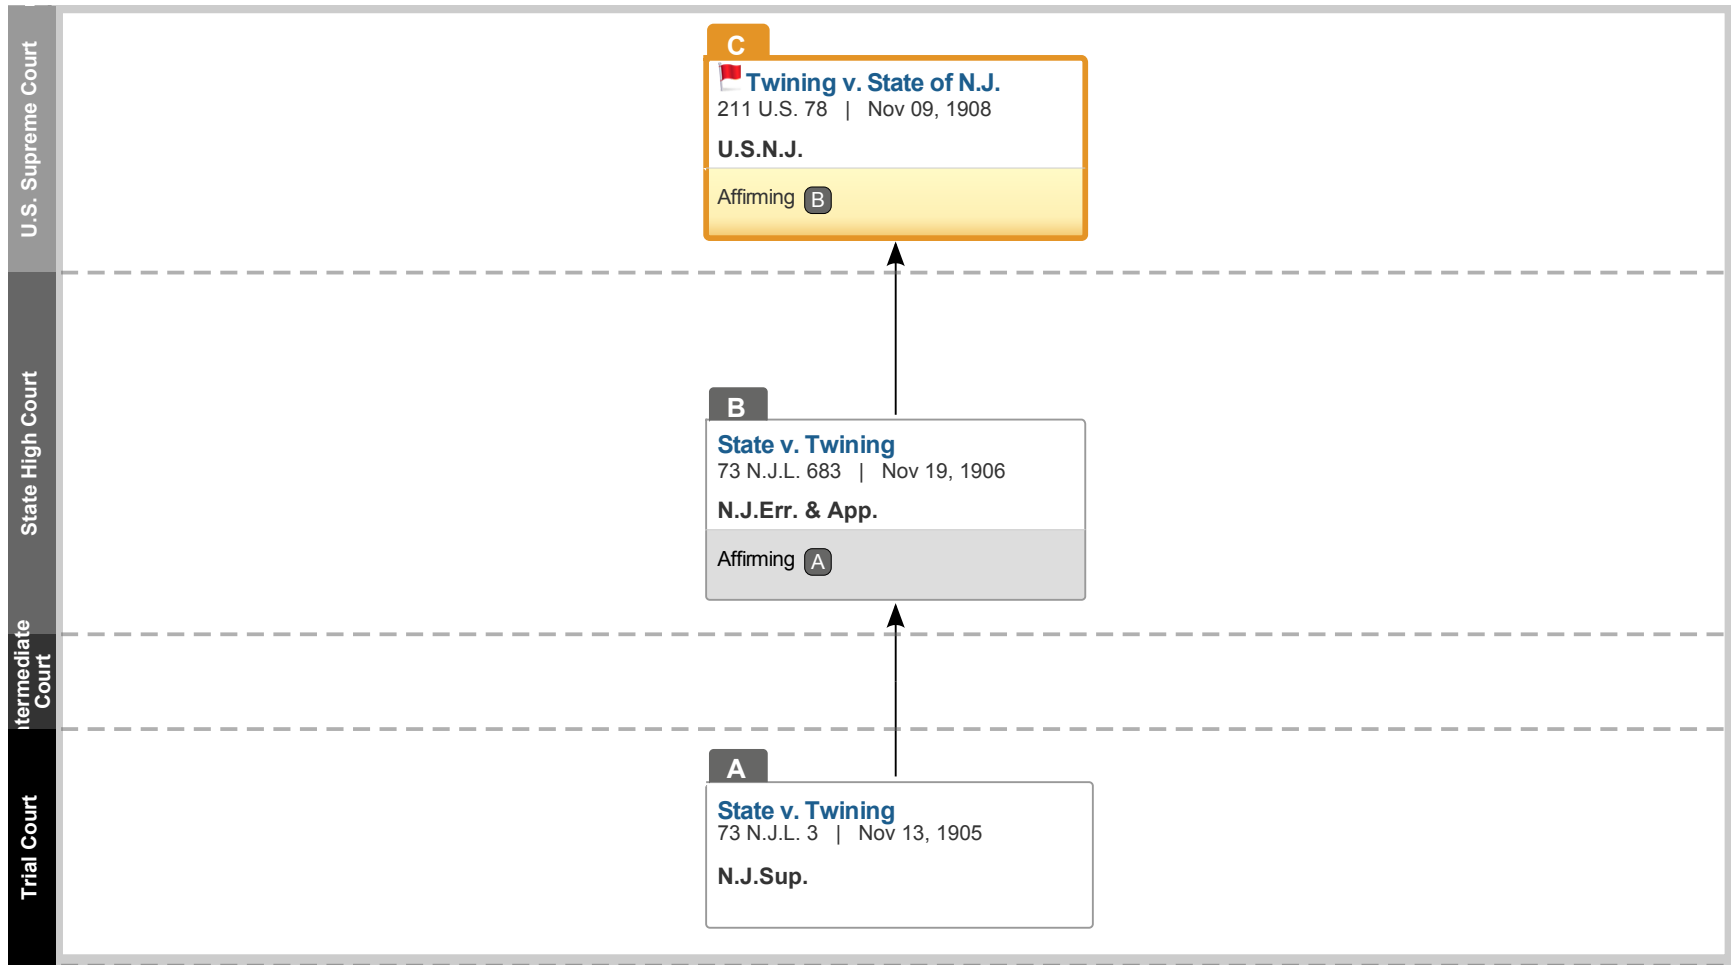 U.S. Supreme Court
C
Twining v. State of N.J.
211 U.S. 78 | Nov 09, 1908
U.S.N.J.
Affirming B
State High Court
B
State v. Twining
73 N.J.L. 683 | Nov 19, 1906
N.J.Err. & App.
Affirming A
ntermediate
Court
Trial Court
A
State v. Twining
73 N.J.L. 3 | Nov 13, 1905
N.J.Sup.